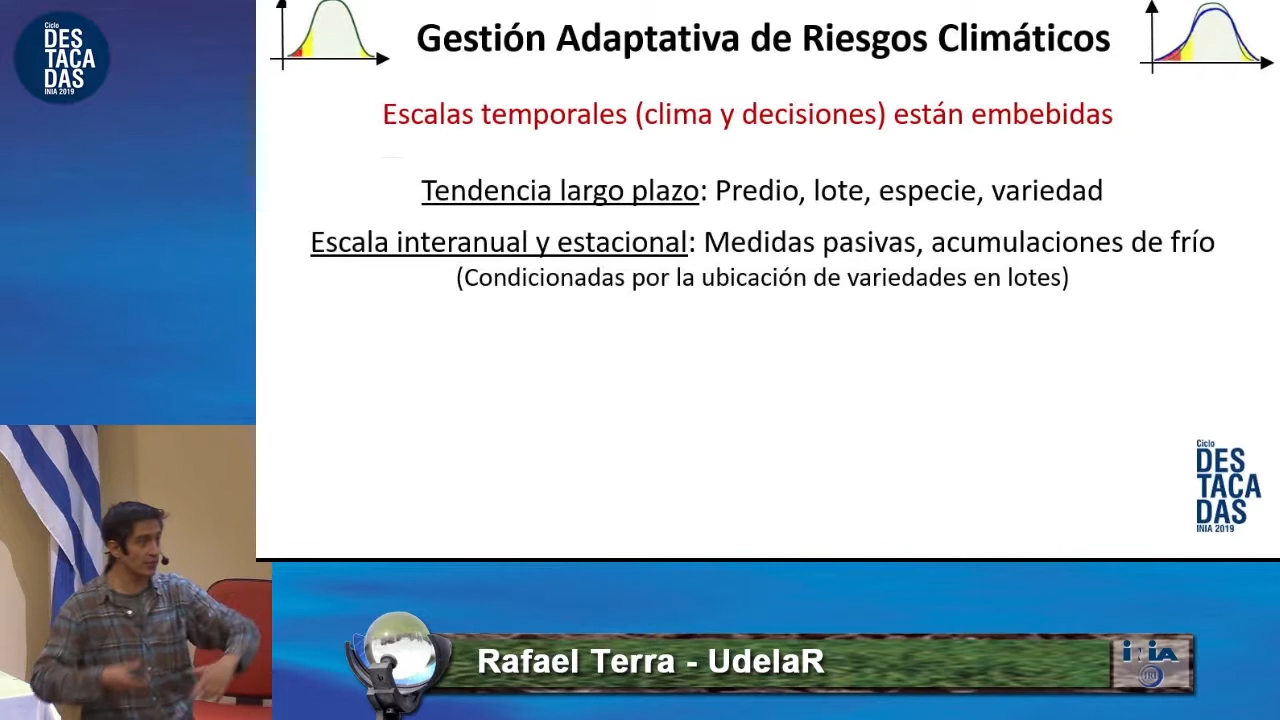 Ciclo
DES
TACA
DAS
INIA 2019
Gestión Adaptativa de Riesgos Climáticos
Escalas temporales (clima y decisiones) están embebidas
Tendencia largo plazo: Predio, lote, especie, variedad
Escala interanual y estacional: Medidas pasivas, acumulaciones de frío
(Condicionadas por la ubicación de variedades en lotes)
Ciclo
DES
TACA
DAS
INIA 2019
Rafael Terra - UdelaR
inia